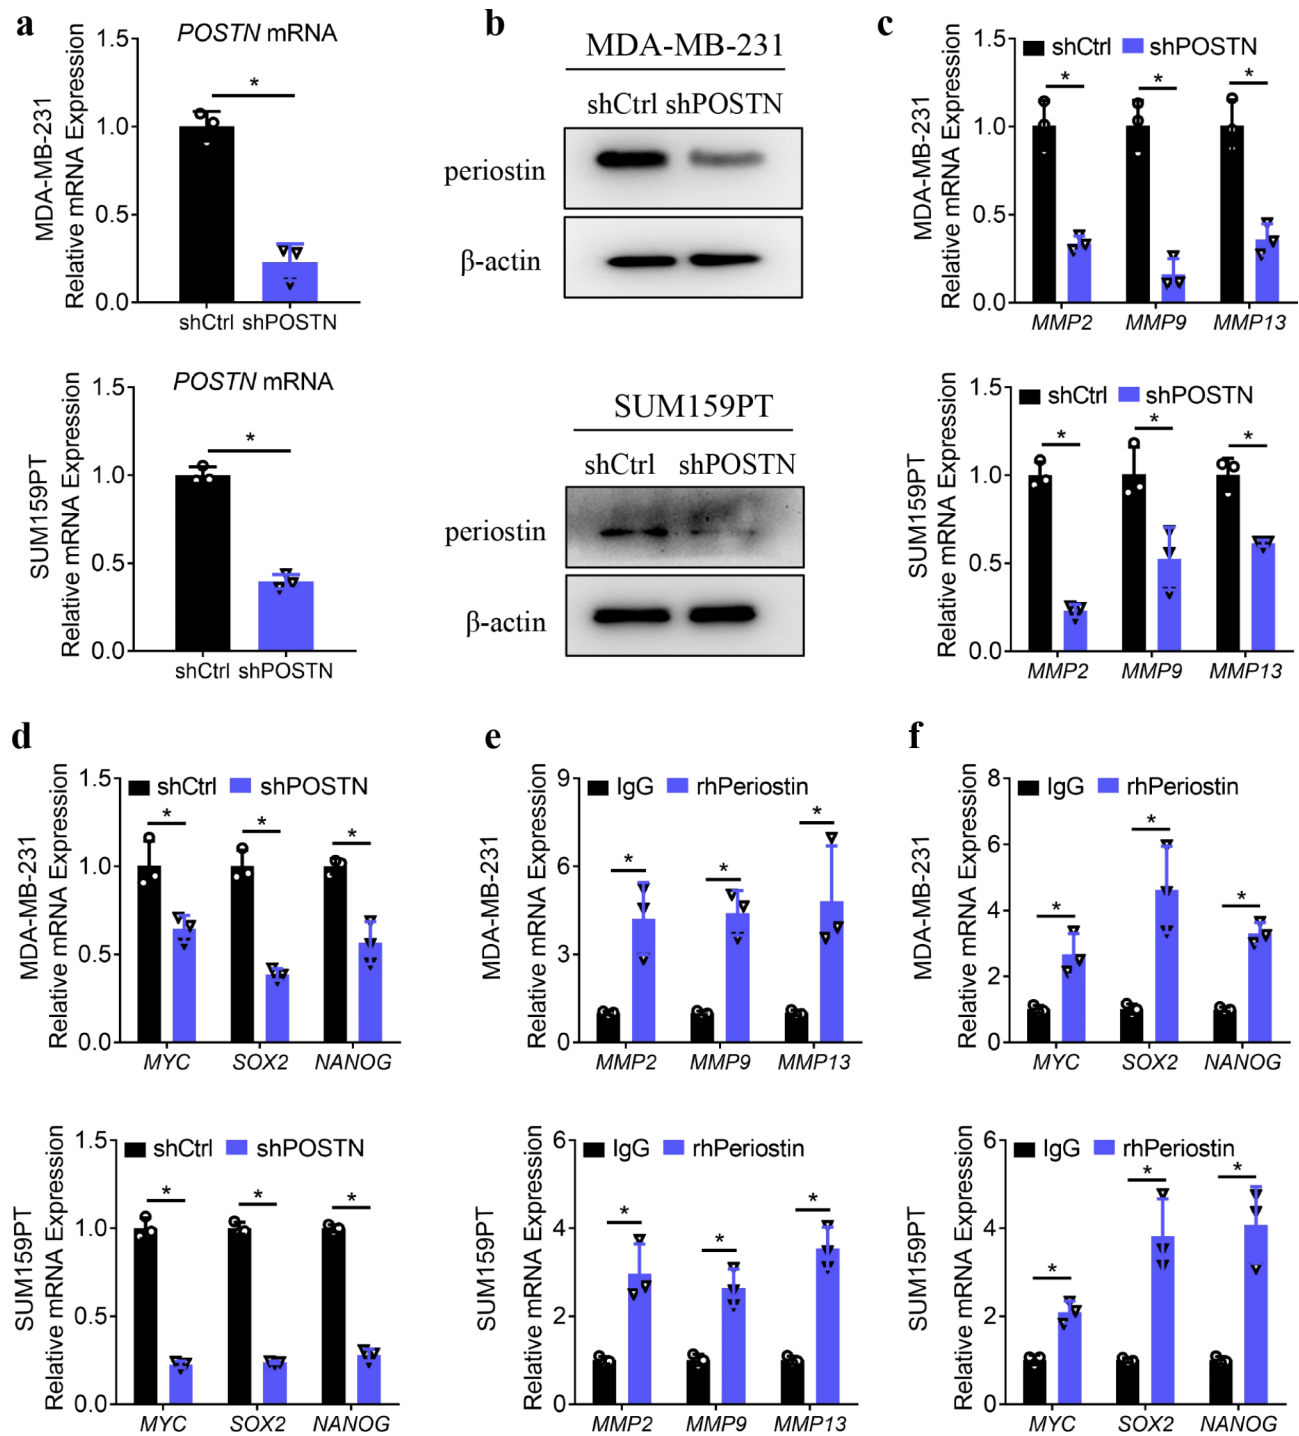 a
POSTN mRNA
MDA-MB-231
Relative mRNA Expression
1.5
1.0
0.5
0.0
*
shCtrl shPOSTN
POSTN mRNA
SUM159PT
Relative mRNA Expression
1.5
1.0
0.5
0.0
*
shCtrl shPOSTN
b
MDA-MB-231
shCtrl shPOSTN
periostin
β-actin
SUM159PT
shCtrl shPOSTN
periostin
β-actin
c
shCtrl shPOSTN
MDA-MB-231
Relative mRNA Expression
1.5
1.0
0.5
0.0
* * *
MMP2 MMP9 MMP13
shCtrl shPOSTN
SUM159PT
Relative mRNA Expression
1.5
1.0
0.5
0.0
* * *
MMP2 MMP9 MMP13
d
shCtrl shPOSTN
MDA-MB-231
Relative mRNA Expression
1.5
1.0
0.5
0.0
* * *
MYC SOX2 NANOG
shCtrl shPOSTN
SUM159PT
Relative mRNA Expression
1.5
1.0
0.5
0.0
* * *
MYC SOX2 NANOG
e
IgG rhPeriostin
MDA-MB-231
Relative mRNA Expression
9
6
3
0
* * *
MMP2 MMP9 MMP13
IgG rhPeriostin
SUM159PT
Relative mRNA Expression
6
4
2
0
* * *
MMP2 MMP9 MMP13
f
IgG rhPeriostin
MDA-MB-231
Relative mRNA Expression
8
6
4
2
0
* * *
MYC SOX2 NANOG
IgG rhPeriostin
SUM159PT
Relative mRNA Expression
6
4
2
0
* * *
MYC SOX2 NANOG